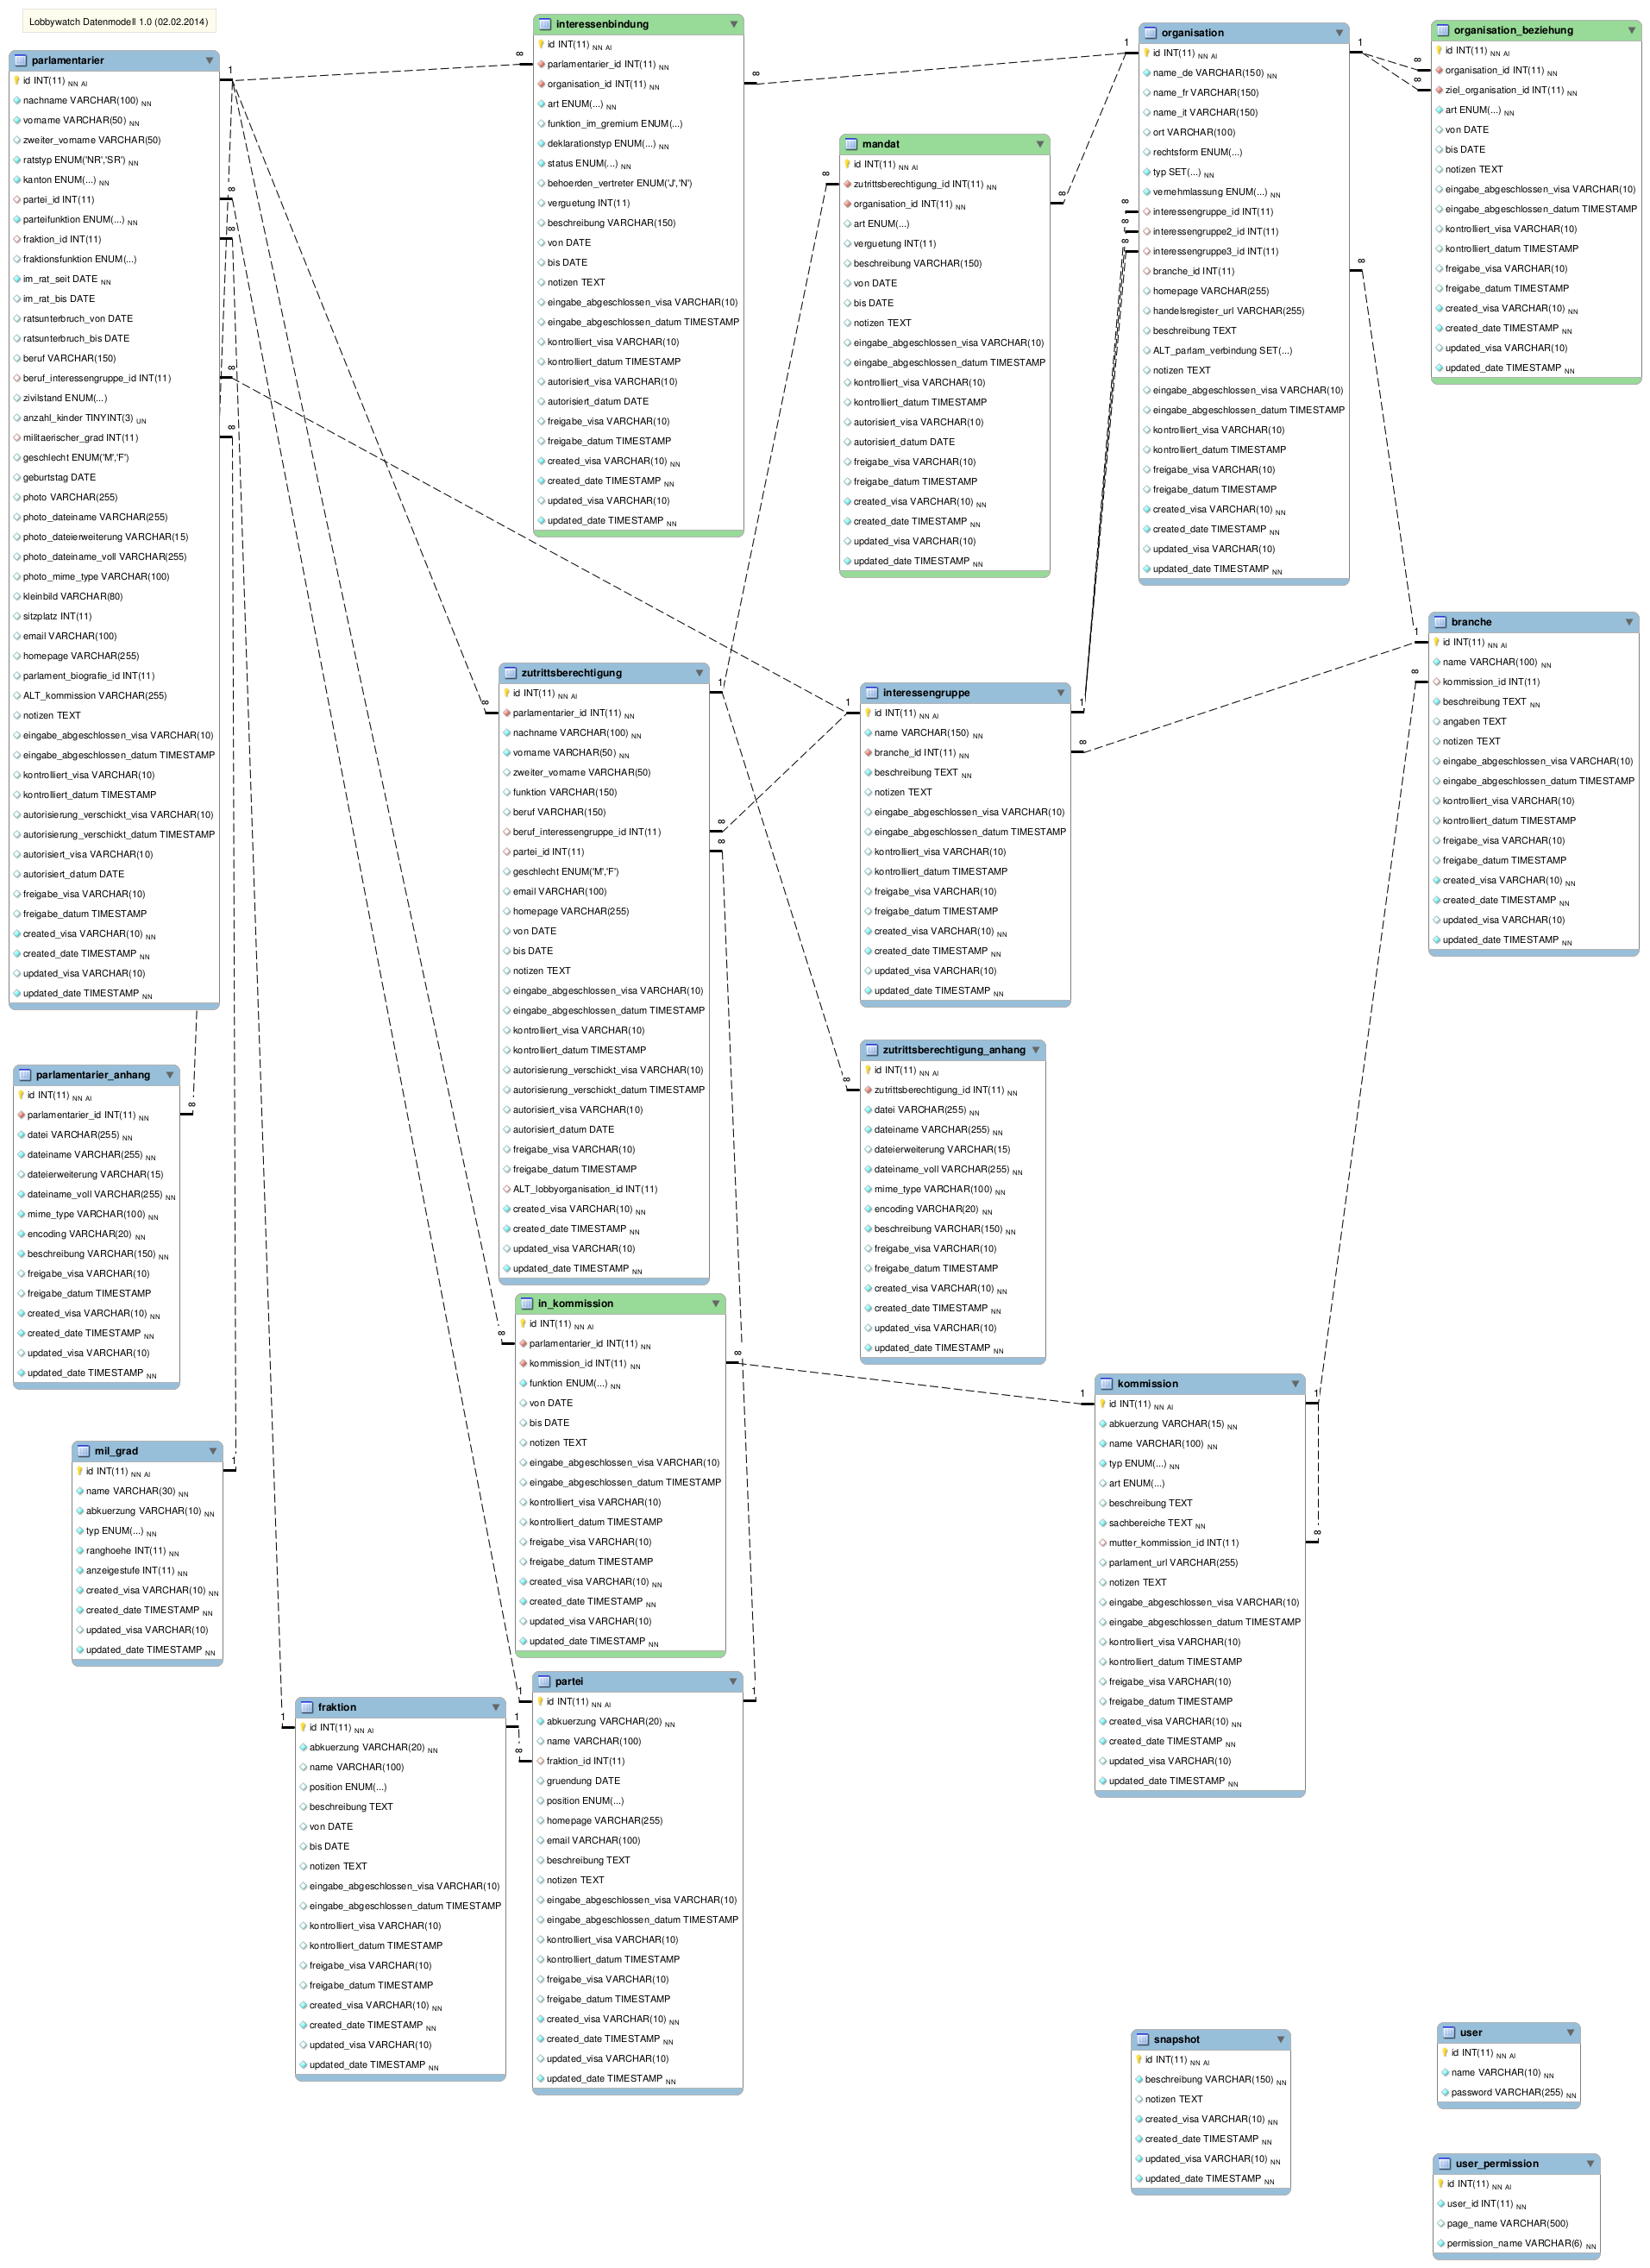 Lobbywatch Datenmodell 1.0 (02.02.2014)
parlamentarier
id INT(11) NN AI
nachname VARCHAR(100) NN
vorname VARCHAR(50) NN
zweiter_vorname VARCHAR(50)
ratstyp ENUM('NR','SR') NN
kanton ENUM(...) NN
partei_id INT(11)
parteifunktion ENUM(...) NN
fraktion_id INT(11)
fraktionsfunktion ENUM(...)
im_rat_seit DATE NN
im_rat_bis DATE
ratsunterbruch_von DATE
ratsunterbruch_bis DATE
beruf VARCHAR(150)
beruf_interessengruppe_id INT(11)
zivilstand ENUM(...)
anzahl_kinder TINYINT(3) UN
militaerischer_grad INT(11)
geschlecht ENUM('M','F')
geburtstag DATE
photo VARCHAR(255)
photo_dateiname VARCHAR(255)
photo_dateierweiterung VARCHAR(15)
photo_dateiname_voll VARCHAR(255)
photo_mime_type VARCHAR(100)
kleinbild VARCHAR(80)
sitzplatz INT(11)
email VARCHAR(100)
homepage VARCHAR(255)
parlament_biografie_id INT(11)
ALT_kommission VARCHAR(255)
notizen TEXT
eingabe_abgeschlossen_visa VARCHAR(10)
eingabe_abgeschlossen_datum TIMESTAMP
kontrolliert_visa VARCHAR(10)
kontrolliert_datum TIMESTAMP
autorisierung_verschickt_visa VARCHAR(10)
autorisierung_verschickt_datum TIMESTAMP
autorisiert_visa VARCHAR(10)
autorisiert_datum DATE
freigabe_visa VARCHAR(10)
freigabe_datum TIMESTAMP
created_visa VARCHAR(10) NN
created_date TIMESTAMP NN
updated_visa VARCHAR(10)
updated_date TIMESTAMP NN
interessenbindung
id INT(11) NN AI
parlamentarier_id INT(11) NN
organisation_id INT(11) NN
art ENUM(...) NN
funktion_im_gremium ENUM(...)
deklarationstyp ENUM(...) NN
status ENUM(...) NN
behoerden_vertreter ENUM('J','N')
verguetung INT(11)
beschreibung VARCHAR(150)
von DATE
bis DATE
notizen TEXT
eingabe_abgeschlossen_visa VARCHAR(10)
eingabe_abgeschlossen_datum TIMESTAMP
kontrolliert_visa VARCHAR(10)
kontrolliert_datum TIMESTAMP
autorisiert_visa VARCHAR(10)
autorisiert_datum DATE
freigabe_visa VARCHAR(10)
freigabe_datum TIMESTAMP
created_visa VARCHAR(10) NN
created_date TIMESTAMP NN
updated_visa VARCHAR(10)
updated_date TIMESTAMP NN
mandat
id INT(11) NN AI
zutrittsberechtigung_id INT(11) NN
organisation_id INT(11) NN
art ENUM(...)
verguetung INT(11)
beschreibung VARCHAR(150)
von DATE
bis DATE
notizen TEXT
eingabe_abgeschlossen_visa VARCHAR(10)
eingabe_abgeschlossen_datum TIMESTAMP
kontrolliert_visa VARCHAR(10)
kontrolliert_datum TIMESTAMP
autorisiert_visa VARCHAR(10)
autorisiert_datum DATE
freigabe_visa VARCHAR(10)
freigabe_datum TIMESTAMP
created_visa VARCHAR(10) NN
created_date TIMESTAMP NN
updated_visa VARCHAR(10)
updated_date TIMESTAMP NN
organisation
id INT(11) NN AI
name_de VARCHAR(150) NN
name_fr VARCHAR(150)
name_it VARCHAR(150)
ort VARCHAR(100)
rechtsform ENUM(...)
typ SET(...) NN
vernehmlassung ENUM(...) NN
interessengruppe_id INT(11)
interessengruppe2_id INT(11)
interessengruppe3_id INT(11)
branche_id INT(11)
homepage VARCHAR(255)
handelsregister_url VARCHAR(255)
beschreibung TEXT
ALT_parlam_verbindung SET(...)
notizen TEXT
eingabe_abgeschlossen_visa VARCHAR(10)
eingabe_abgeschlossen_datum TIMESTAMP
kontrolliert_visa VARCHAR(10)
kontrolliert_datum TIMESTAMP
freigabe_visa VARCHAR(10)
freigabe_datum TIMESTAMP
created_visa VARCHAR(10) NN
created_date TIMESTAMP NN
updated_visa VARCHAR(10)
updated_date TIMESTAMP NN
organisation_beziehung
id INT(11) NN AI
organisation_id INT(11) NN
ziel_organisation_id INT(11) NN
art ENUM(...) NN
von DATE
bis DATE
notizen TEXT
eingabe_abgeschlossen_visa VARCHAR(10)
eingabe_abgeschlossen_datum TIMESTAMP
kontrolliert_visa VARCHAR(10)
kontrolliert_datum TIMESTAMP
freigabe_visa VARCHAR(10)
freigabe_datum TIMESTAMP
created_visa VARCHAR(10) NN
created_date TIMESTAMP NN
updated_visa VARCHAR(10)
updated_date TIMESTAMP NN
zutrittsberechtigung
id INT(11) NN AI
parlamentarier_id INT(11) NN
nachname VARCHAR(100) NN
vorname VARCHAR(50) NN
zweiter_vorname VARCHAR(50)
funktion VARCHAR(150)
beruf VARCHAR(150)
beruf_interessengruppe_id INT(11)
partei_id INT(11)
geschlecht ENUM('M','F')
email VARCHAR(100)
homepage VARCHAR(255)
von DATE
bis DATE
notizen TEXT
eingabe_abgeschlossen_visa VARCHAR(10)
eingabe_abgeschlossen_datum TIMESTAMP
kontrolliert_visa VARCHAR(10)
kontrolliert_datum TIMESTAMP
autorisierung_verschickt_visa VARCHAR(10)
autorisierung_verschickt_datum TIMESTAMP
autorisiert_visa VARCHAR(10)
autorisiert_datum DATE
freigabe_visa VARCHAR(10)
freigabe_datum TIMESTAMP
ALT_lobbyorganisation_id INT(11)
created_visa VARCHAR(10) NN
created_date TIMESTAMP NN
updated_visa VARCHAR(10)
updated_date TIMESTAMP NN
interessengruppe
id INT(11) NN AI
name VARCHAR(150) NN
branche_id INT(11) NN
beschreibung TEXT NN
notizen TEXT
eingabe_abgeschlossen_visa VARCHAR(10)
eingabe_abgeschlossen_datum TIMESTAMP
kontrolliert_visa VARCHAR(10)
kontrolliert_datum TIMESTAMP
freigabe_visa VARCHAR(10)
freigabe_datum TIMESTAMP
created_visa VARCHAR(10) NN
created_date TIMESTAMP NN
updated_visa VARCHAR(10)
updated_date TIMESTAMP NN
branche
id INT(11) NN AI
name VARCHAR(100) NN
kommission_id INT(11)
beschreibung TEXT NN
angaben TEXT
notizen TEXT
eingabe_abgeschlossen_visa VARCHAR(10)
eingabe_abgeschlossen_datum TIMESTAMP
kontrolliert_visa VARCHAR(10)
kontrolliert_datum TIMESTAMP
freigabe_visa VARCHAR(10)
freigabe_datum TIMESTAMP
created_visa VARCHAR(10) NN
created_date TIMESTAMP NN
updated_visa VARCHAR(10)
updated_date TIMESTAMP NN
parlamentarier_anhang
id INT(11) NN AI
parlamentarier_id INT(11) NN
datei VARCHAR(255) NN
dateiname VARCHAR(255) NN
dateierweiterung VARCHAR(15)
dateiname_voll VARCHAR(255) NN
mime_type VARCHAR(100) NN
encoding VARCHAR(20) NN
beschreibung VARCHAR(150) NN
freigabe_visa VARCHAR(10)
freigabe_datum TIMESTAMP
created_visa VARCHAR(10) NN
created_date TIMESTAMP NN
updated_visa VARCHAR(10)
updated_date TIMESTAMP NN
zutrittsberechtigung_anhang
id INT(11) NN AI
zutrittsberechtigung_id INT(11) NN
datei VARCHAR(255) NN
dateiname VARCHAR(255) NN
dateierweiterung VARCHAR(15)
dateiname_voll VARCHAR(255) NN
mime_type VARCHAR(100) NN
encoding VARCHAR(20) NN
beschreibung VARCHAR(150) NN
freigabe_visa VARCHAR(10)
freigabe_datum TIMESTAMP
created_visa VARCHAR(10) NN
created_date TIMESTAMP NN
updated_visa VARCHAR(10)
updated_date TIMESTAMP NN
in_kommission
id INT(11) NN AI
parlamentarier_id INT(11) NN
kommission_id INT(11) NN
funktion ENUM(...) NN
von DATE
bis DATE
notizen TEXT
eingabe_abgeschlossen_visa VARCHAR(10)
eingabe_abgeschlossen_datum TIMESTAMP
kontrolliert_visa VARCHAR(10)
kontrolliert_datum TIMESTAMP
freigabe_visa VARCHAR(10)
freigabe_datum TIMESTAMP
created_visa VARCHAR(10) NN
created_date TIMESTAMP NN
updated_visa VARCHAR(10)
updated_date TIMESTAMP NN
kommission
id INT(11) NN AI
abkuerzung VARCHAR(15) NN
name VARCHAR(100) NN
typ ENUM(...) NN
art ENUM(...)
beschreibung TEXT
sachbereiche TEXT NN
mutter_kommission_id INT(11)
parlament_url VARCHAR(255)
notizen TEXT
eingabe_abgeschlossen_visa VARCHAR(10)
eingabe_abgeschlossen_datum TIMESTAMP
kontrolliert_visa VARCHAR(10)
kontrolliert_datum TIMESTAMP
freigabe_visa VARCHAR(10)
freigabe_datum TIMESTAMP
created_visa VARCHAR(10) NN
created_date TIMESTAMP NN
updated_visa VARCHAR(10)
updated_date TIMESTAMP NN
mil_grad
id INT(11) NN AI
name VARCHAR(30) NN
abkuerzung VARCHAR(10) NN
typ ENUM(...) NN
ranghoehe INT(11) NN
anzeigestufe INT(11) NN
created_visa VARCHAR(10) NN
created_date TIMESTAMP NN
updated_visa VARCHAR(10)
updated_date TIMESTAMP NN
fraktion
id INT(11) NN AI
abkuerzung VARCHAR(20) NN
name VARCHAR(100)
position ENUM(...)
beschreibung TEXT
von DATE
bis DATE
notizen TEXT
eingabe_abgeschlossen_visa VARCHAR(10)
eingabe_abgeschlossen_datum TIMESTAMP
kontrolliert_visa VARCHAR(10)
kontrolliert_datum TIMESTAMP
freigabe_visa VARCHAR(10)
freigabe_datum TIMESTAMP
created_visa VARCHAR(10) NN
created_date TIMESTAMP NN
updated_visa VARCHAR(10)
updated_date TIMESTAMP NN
partei
id INT(11) NN AI
abkuerzung VARCHAR(20) NN
name VARCHAR(100)
fraktion_id INT(11)
gruendung DATE
position ENUM(...)
homepage VARCHAR(255)
email VARCHAR(100)
beschreibung TEXT
notizen TEXT
eingabe_abgeschlossen_visa VARCHAR(10)
eingabe_abgeschlossen_datum TIMESTAMP
kontrolliert_visa VARCHAR(10)
kontrolliert_datum TIMESTAMP
freigabe_visa VARCHAR(10)
freigabe_datum TIMESTAMP
created_visa VARCHAR(10) NN
created_date TIMESTAMP NN
updated_visa VARCHAR(10)
updated_date TIMESTAMP NN
snapshot
id INT(11) NN AI
beschreibung VARCHAR(150) NN
notizen TEXT
created_visa VARCHAR(10) NN
created_date TIMESTAMP NN
updated_visa VARCHAR(10) NN
updated_date TIMESTAMP NN
user
id INT(11) NN AI
name VARCHAR(10) NN
password VARCHAR(255) NN
user_permission
id INT(11) NN AI
user_id INT(11) NN
page_name VARCHAR(500)
permission_name VARCHAR(6) NN